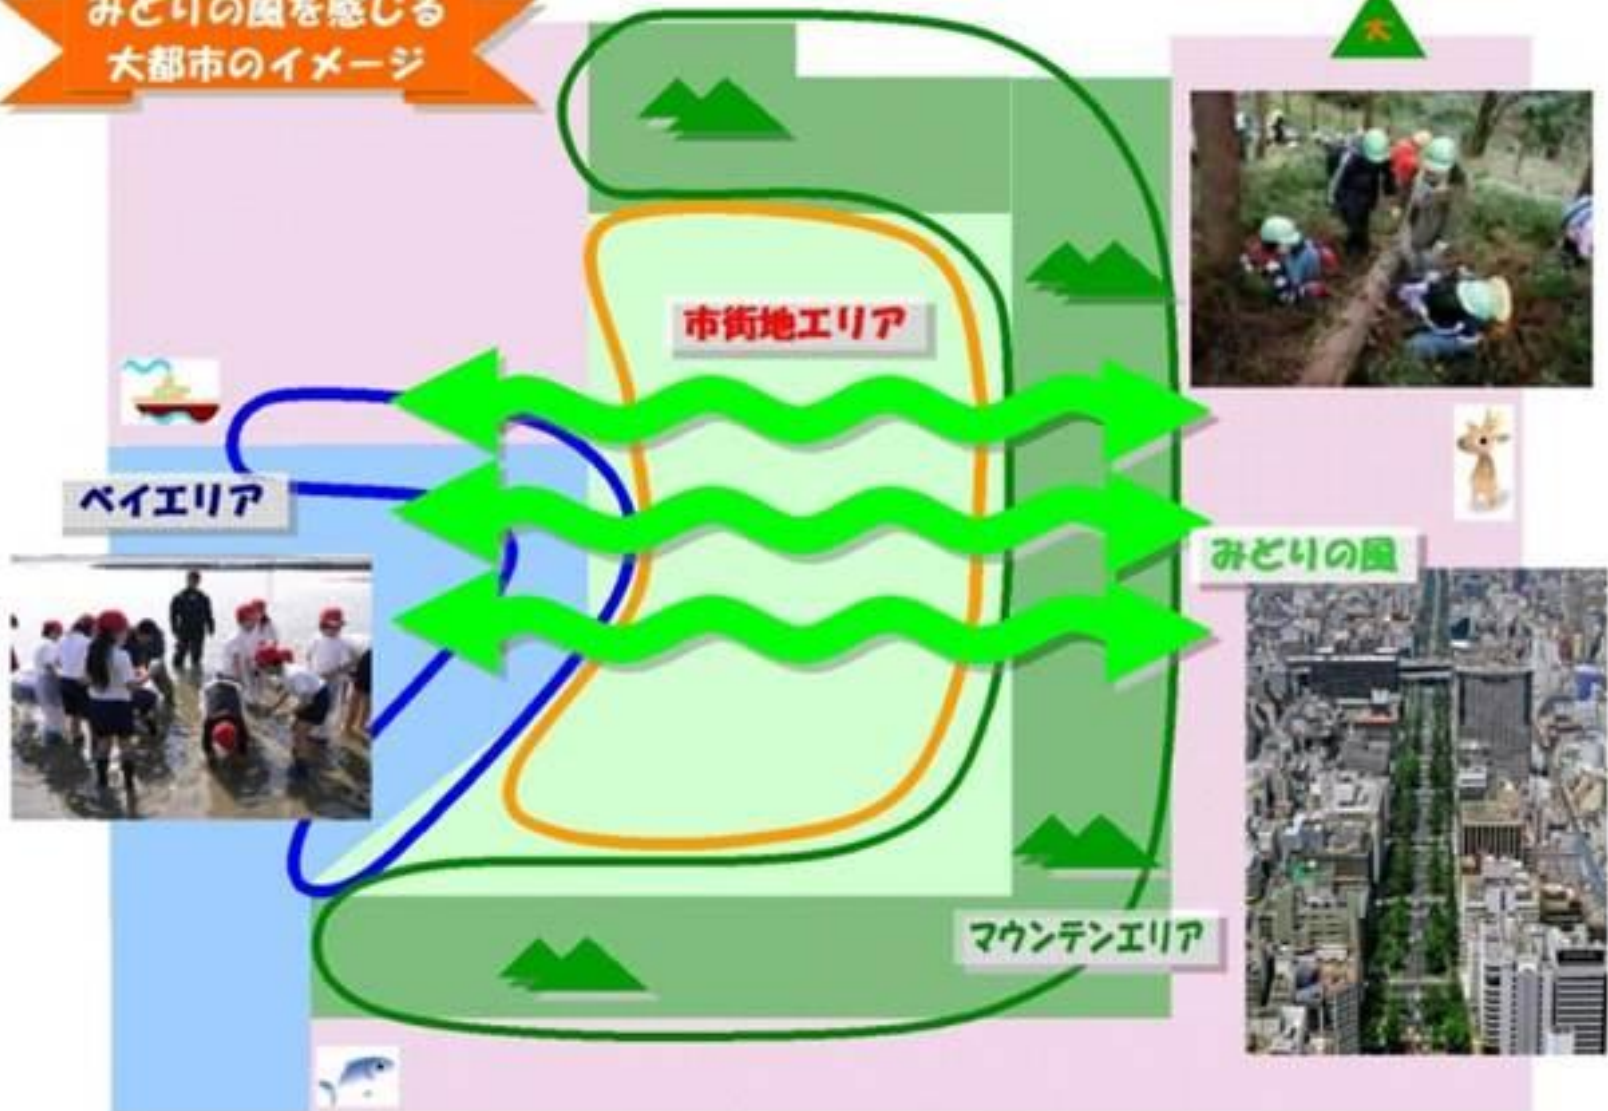 みどりの風を感じる
大都市のイメージ
大
市街地エリア
ベイエリア
みどりの風
マウンテンエリア